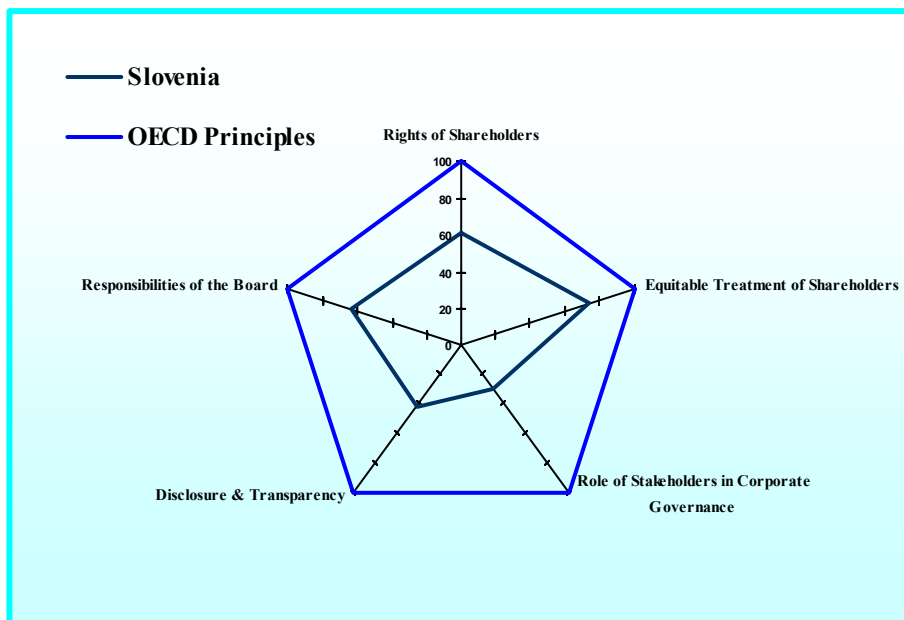 Slovenia
OECD Principles
Rights of Shareholders
100
80
60
40
20
0
Responsibilities of the Board
Equitable Treatment of Shareholders
Disclosure & Transparency
Role of Stakeholders in Corporate
Governance